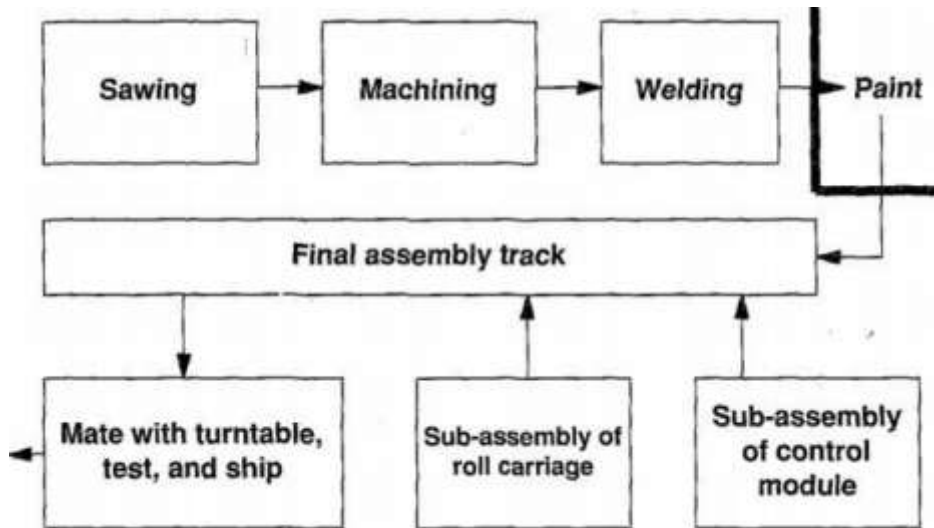 Sawing
Machining
Welding
Paint
Final assembly track
Mate with turntable,
test, and ship
Sub-assembly of
roll carriage
Sub-assembly
of control
module